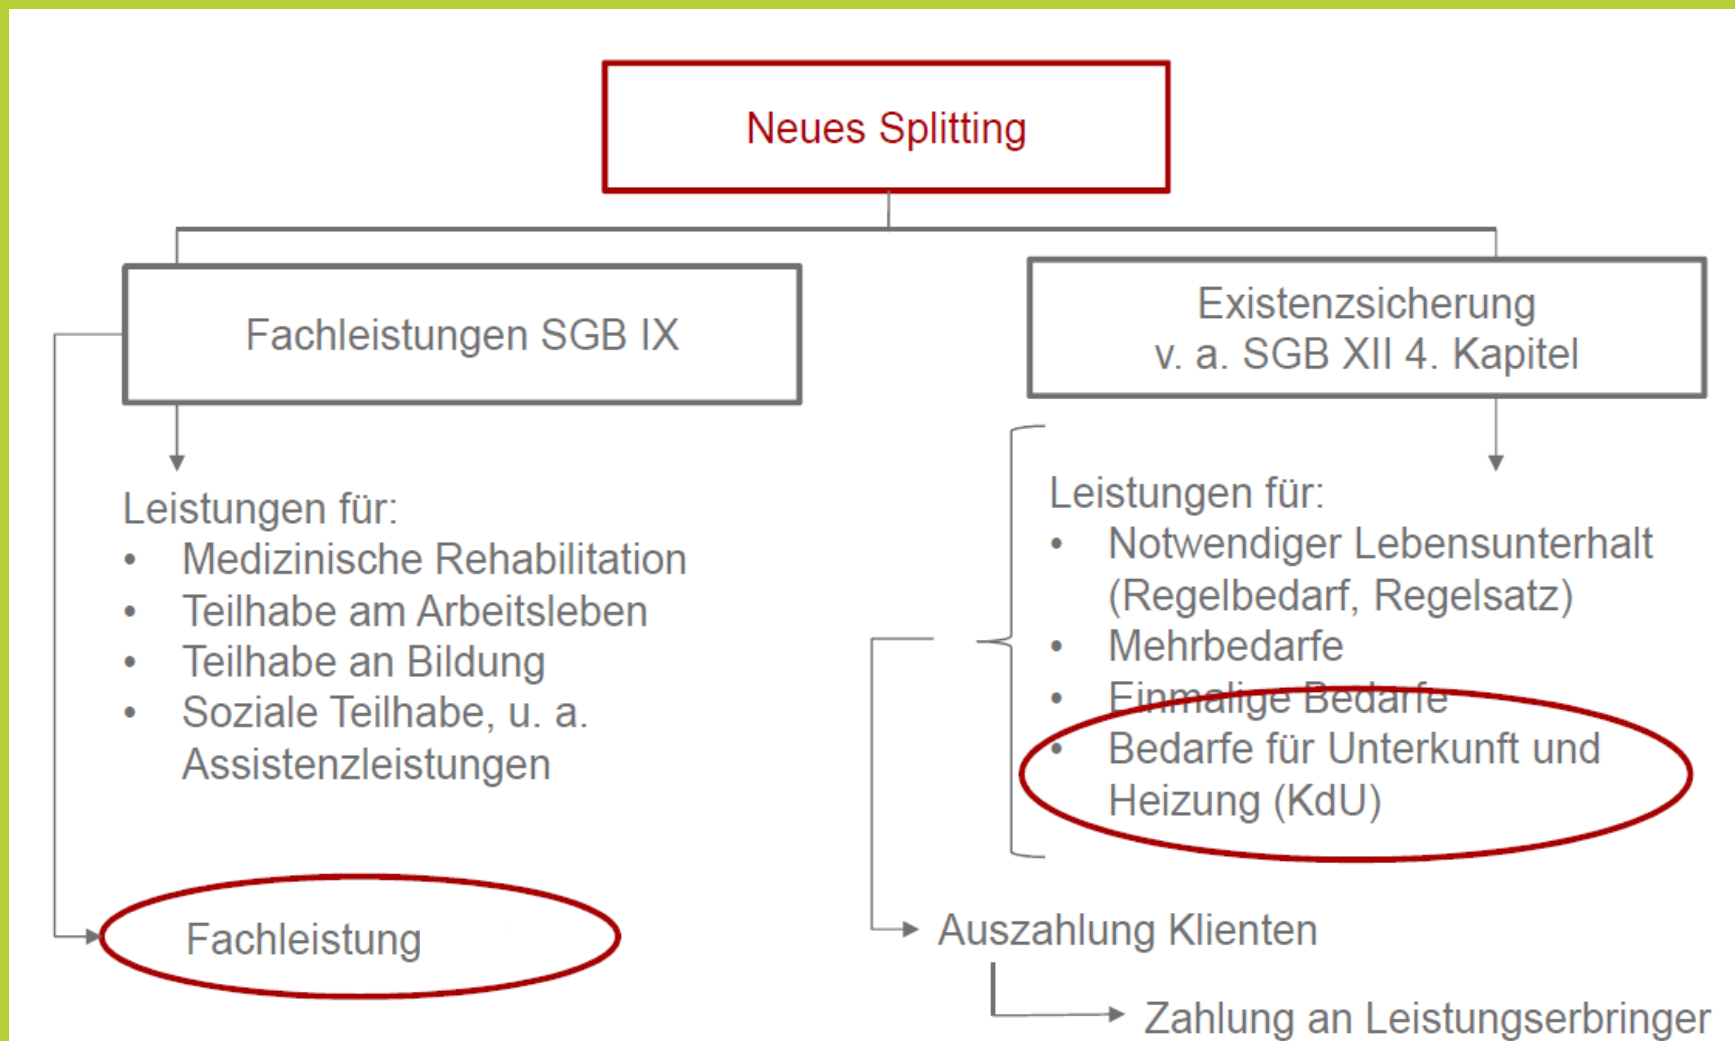 Neues Splitting
Fachleistungen SGB IX
Leistungen für:
• Medizinische Rehabilitation
• Teilhabe am Arbeitsleben
• Teilhabe an Bildung
• Soziale Teilhabe, u. a.
Assistenzleistungen
Fachleistung
Existenzsicherung
v. a. SGB XII 4. Kapitel
Leistungen für:
• Notwendiger Lebensunterhalt
(Regelbedarf, Regelsatz)
• Mehrbedarfe
• Einmalige Bedarfe
• Bedarfe für Unterkunft und
Heizung (KdU)
Auszahlung Klienten
Zahlung an Leistungserbringer